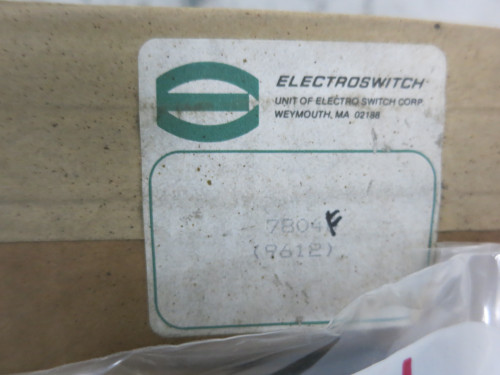 ELECTROSWITCH
UNIT OF ELECTRO SWITCH CORP.
WEYMOUTH, MA 02188
7804F
(9612)